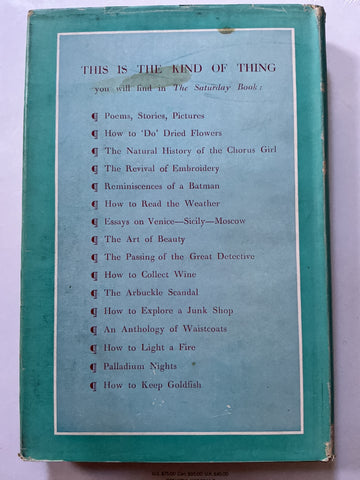 THIS IS THE KIND OF THING
you will find in The Saturday Book:
¶ Poems, Stories, Pictures
¶ How to 'Do' Dried Flowers
¶ The Natural History of the Chorus Girl
¶ The Revival of Embroidery
¶ Reminiscences of a Batman
¶ How to Read the Weather
¶ Essays on Venice—Sicily—Moscow
¶ The Art of Beauty
¶ The Passing of the Great Detective
¶ How to Collect Wine
¶ The Arbuckle Scandal
¶ How to Explore a Junk Shop
¶ An Anthology of Waistcoats
¶ How to Light a Fire
¶ Palladium Nights
¶ How to Keep Goldfish